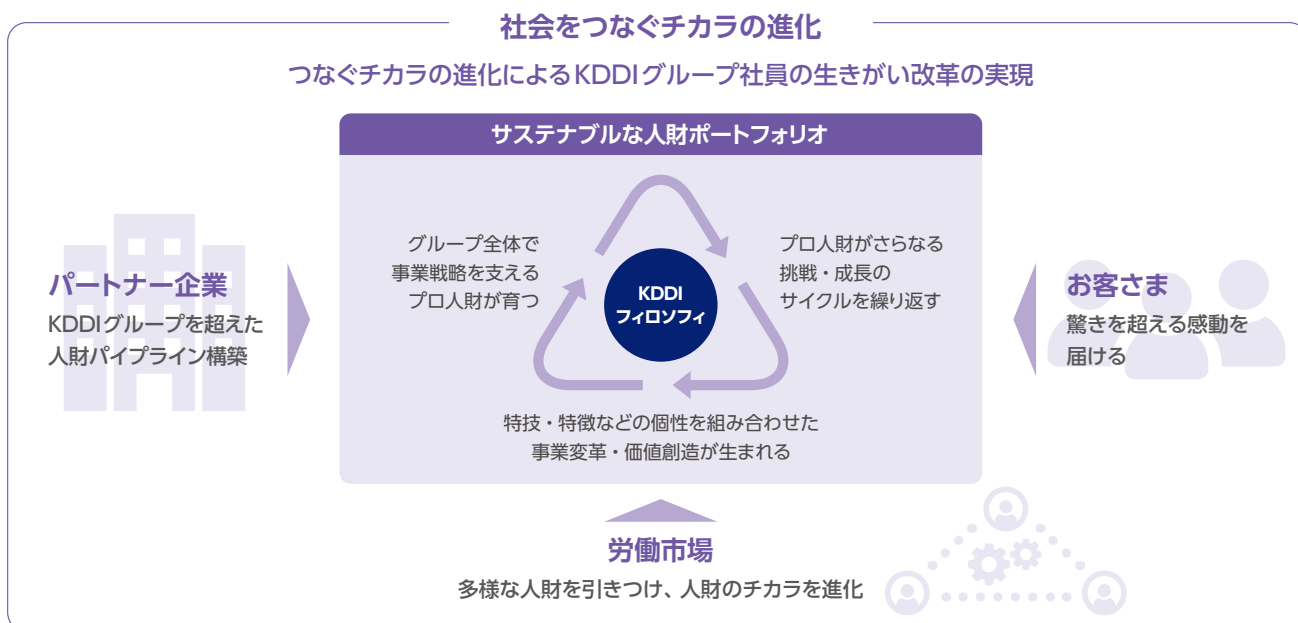 社会をつなぐチカラの進化
つなぐチカラの進化によるKDDIグループ社員の生きがい改革の実現
サステナブルな人財ポートフォリオ
グループ全体で
事業戦略を支える
プロ人財が育つ
KDDI
フィロソフィ
プロ人財がさらなる
挑戦・成長の
サイクルを繰り返す
特技・特徴などの個性を組み合わせた
事業変革・価値創造が生まれる
パートナー企業
KDDIグループを超えた
人財パイプライン構築
お客さま
驚きを超える感動を
届ける
労働市場
多様な人財を引きつけ、人財のチカラを進化